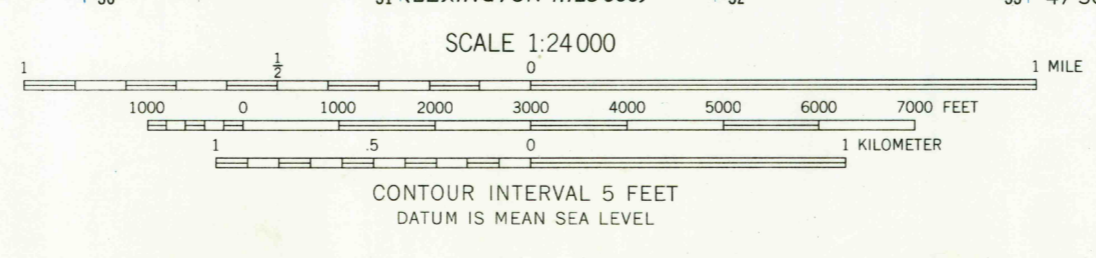 SCALE 1:24 000
1 1/2 0 1 MILE
1000 0 1000 2000 3000 4000 5000 6000 7000 FEET
1 .5 0 1 KILOMETER
CONTOUR INTERVAL 5 FEET
DATUM IS MEAN SEA LEVEL